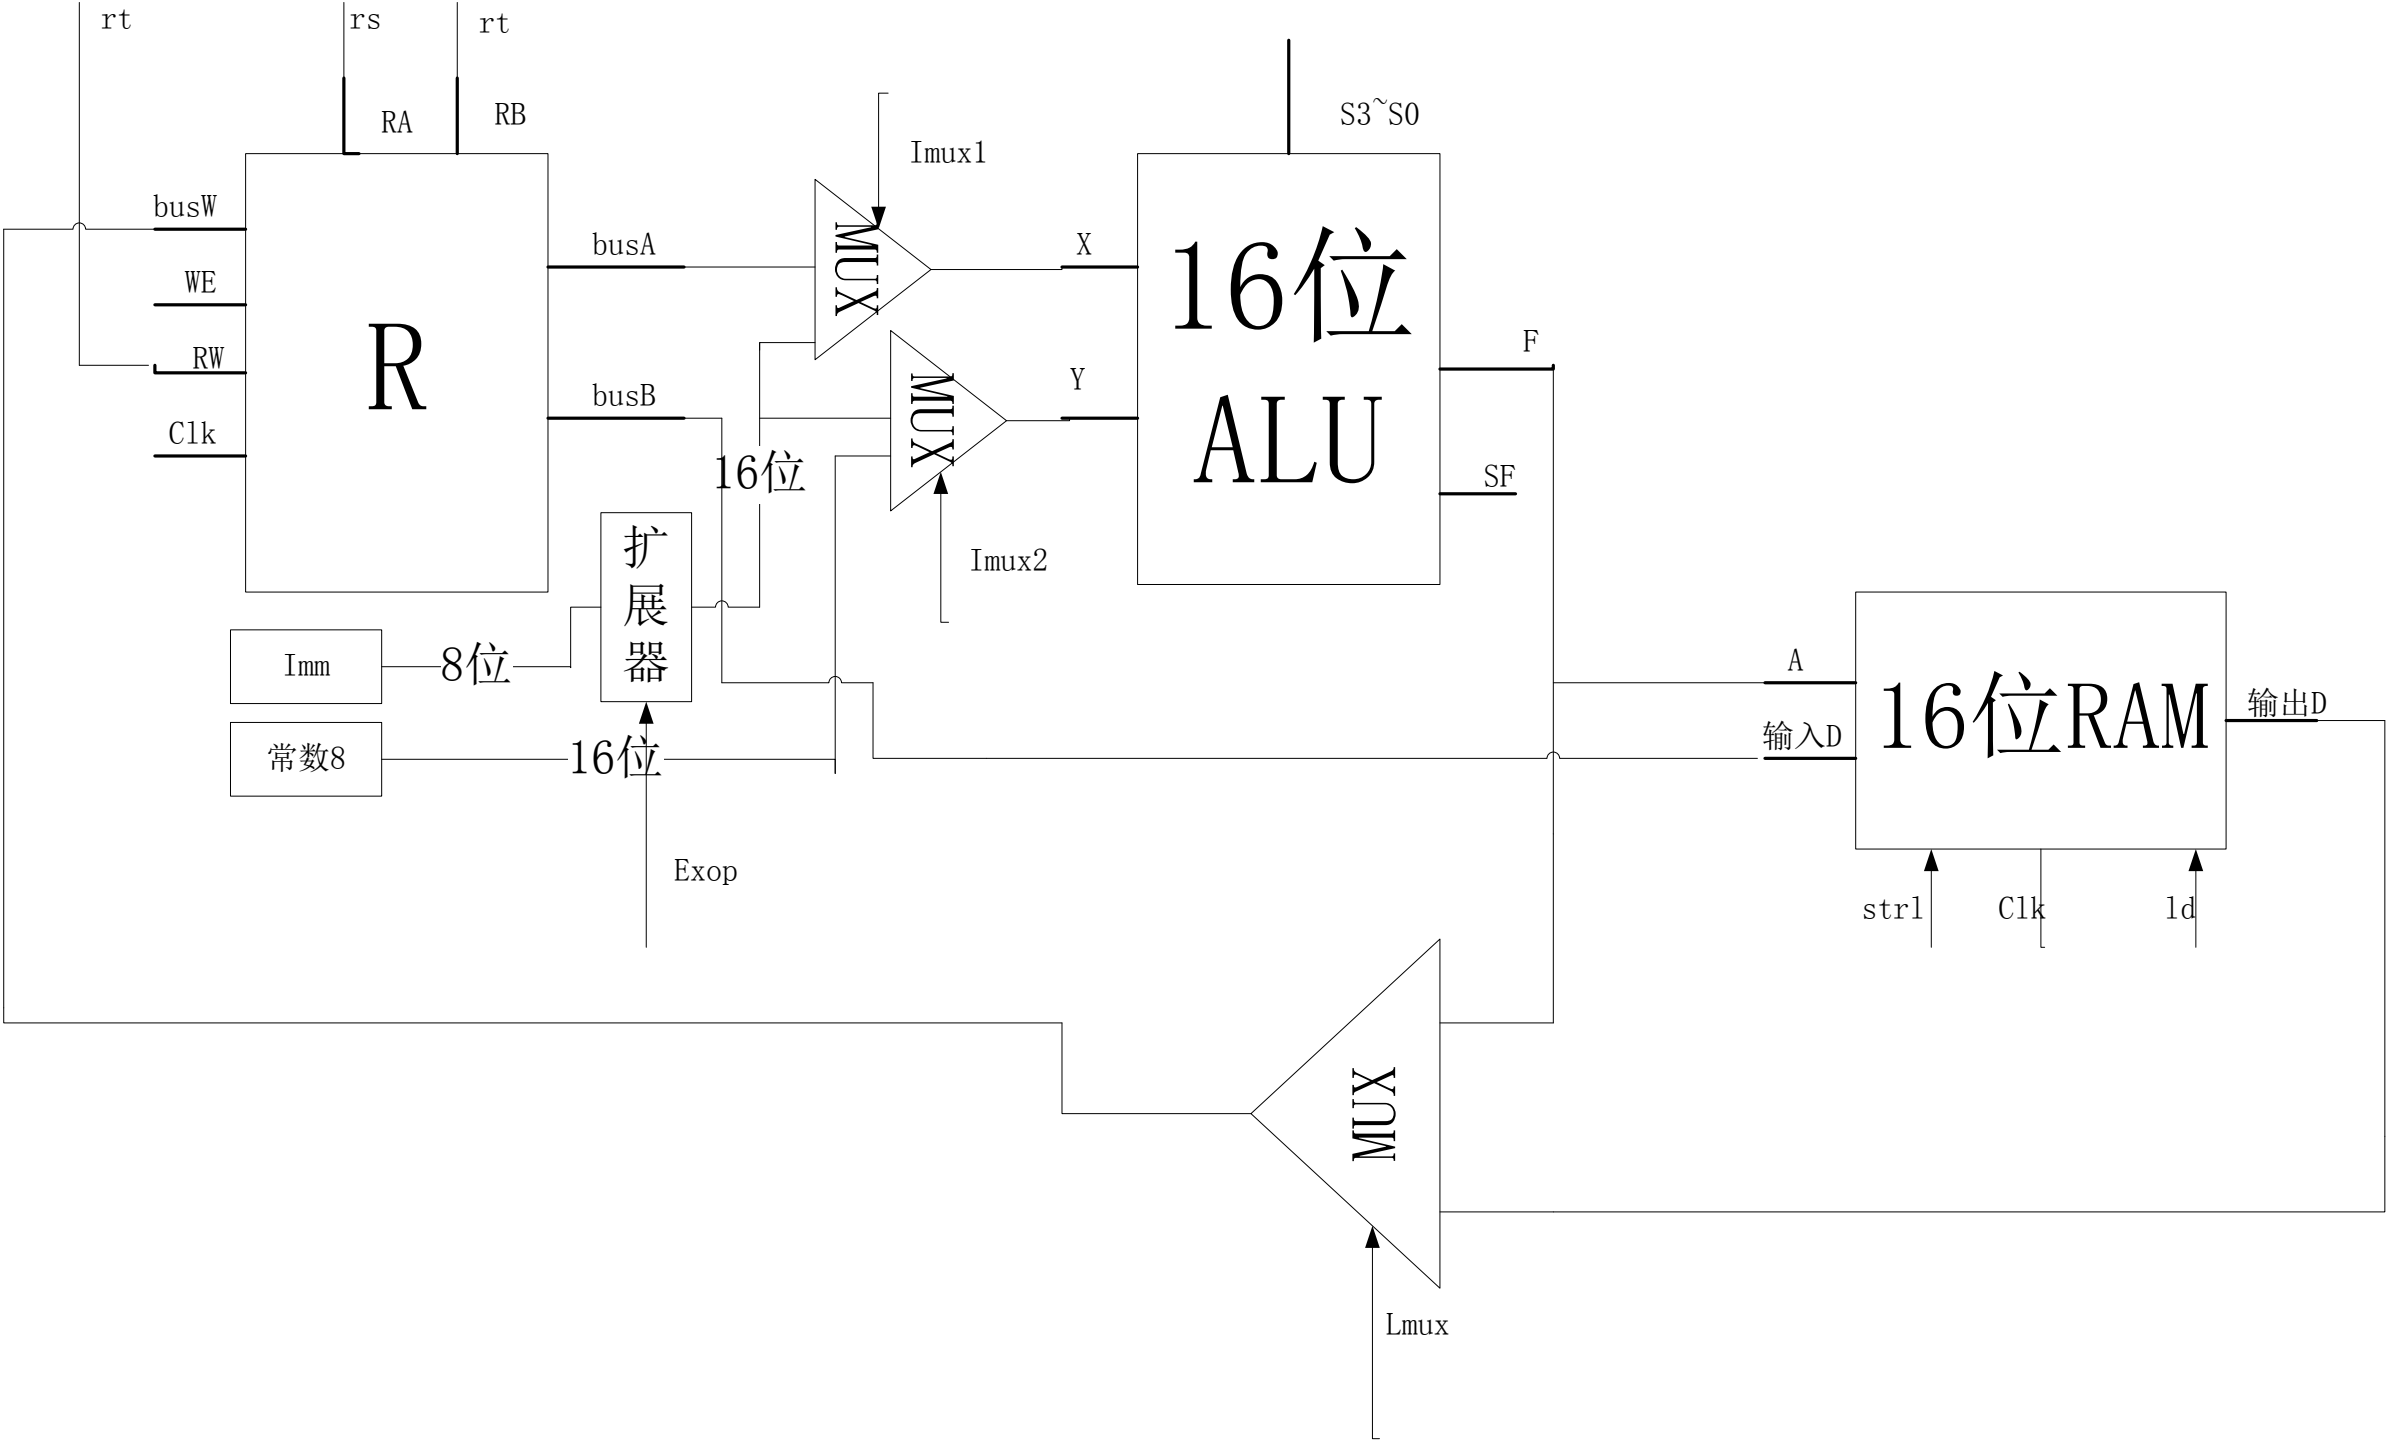 rt
rs
rt
RA
RB
S3~S0
Imux1
busW
WE
RW
Clk
R
busA
busB
MUX
MUX
X
Y
16位
ALU
F
SF
16位
Imux2
扩
展
器
Imm
8位
常数8
16位
Exop
A
输入D
16位RAM
输出D
strl
Clk
ld
MUX
Lmux